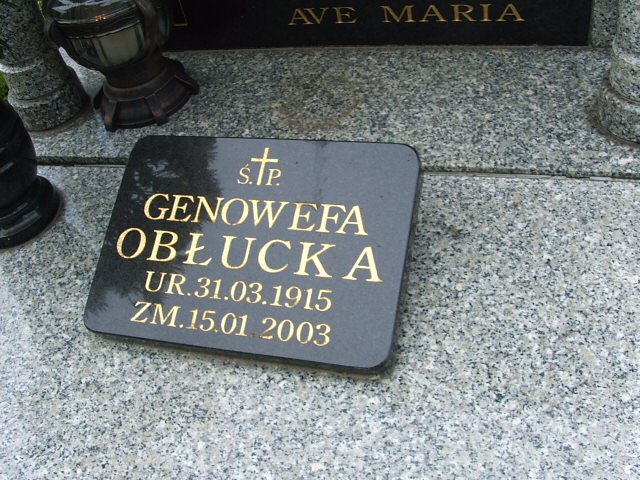 AVE MARIA
Ś.†P.
GENOWEFA
OBŁUCKA
UR.31.03.1915
ZM.15.01.2003